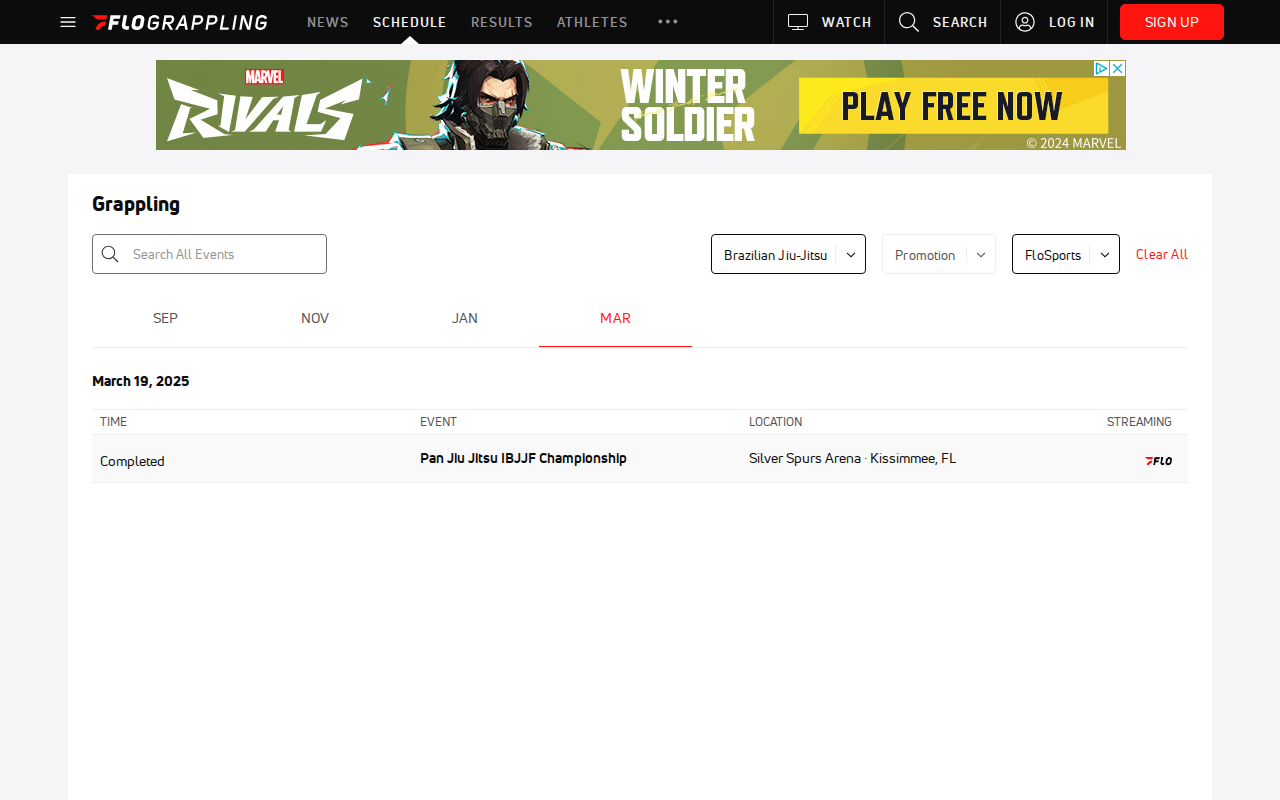 FLOGRAPPLING NEWS SCHEDULE RESULTS ATHLETES ••• WATCH SEARCH LOG IN SIGN UP
MARVEL
RIVALS
WINTER
SOLDIER
PLAY FREE NOW
© 2024 MARVEL
Grappling
Search All Events Brazilian Jiu-Jitsu Promotion FloSports Clear All
SEP NOV JAN MAR
March 19, 2025
TIME EVENT LOCATION STREAMING
Completed Pan Jiu Jitsu IBJJF Championship Silver Spurs Arena · Kissimmee, FL FLO